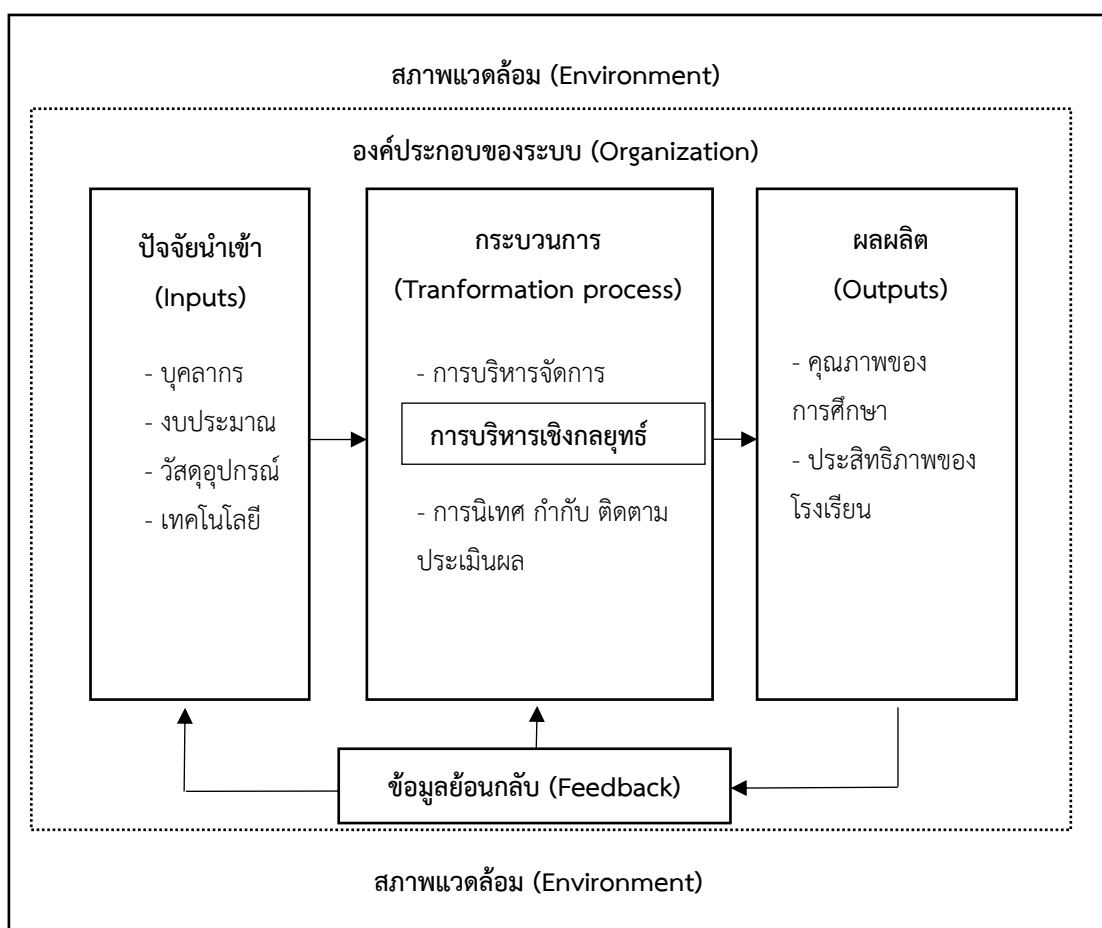 สภาพแวดล้อม (Environment)
องค์ประกอบของระบบ (Organization)
ปัจจัยนำเข้า
(Inputs)
- บุคลากร
- งบประมาณ
- วัสดุอุปกรณ์
- เทคโนโลยี
กระบวนการ
(Tranformation process)
- การบริหารจัดการ
การบริหารเชิงกลยุทธ์
- การนิเทศ กำกับ ติดตาม
ประเมินผล
ผลผลิต
(Outputs)
- คุณภาพของ
การศึกษา
- ประสิทธิภาพของ
โรงเรียน
ข้อมูลย้อนกลับ (Feedback)
สภาพแวดล้อม (Environment)